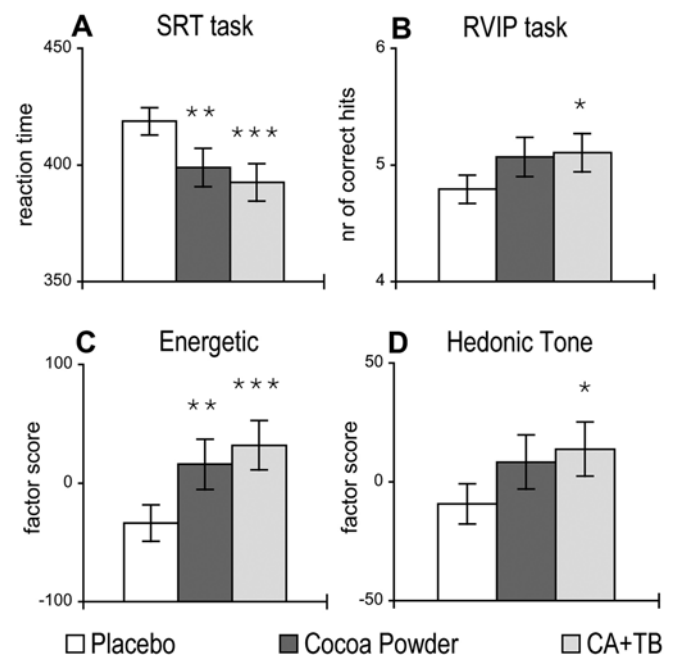 A SRT task
450
400
350
reaction time
**
***
B RVIP task
6
5
4
nr of correct hits
*
C Energetic
100
0
-100
factor score
**
***
D Hedonic Tone
50
0
-50
factor score
*
Placebo Cocoa Powder CA+TB